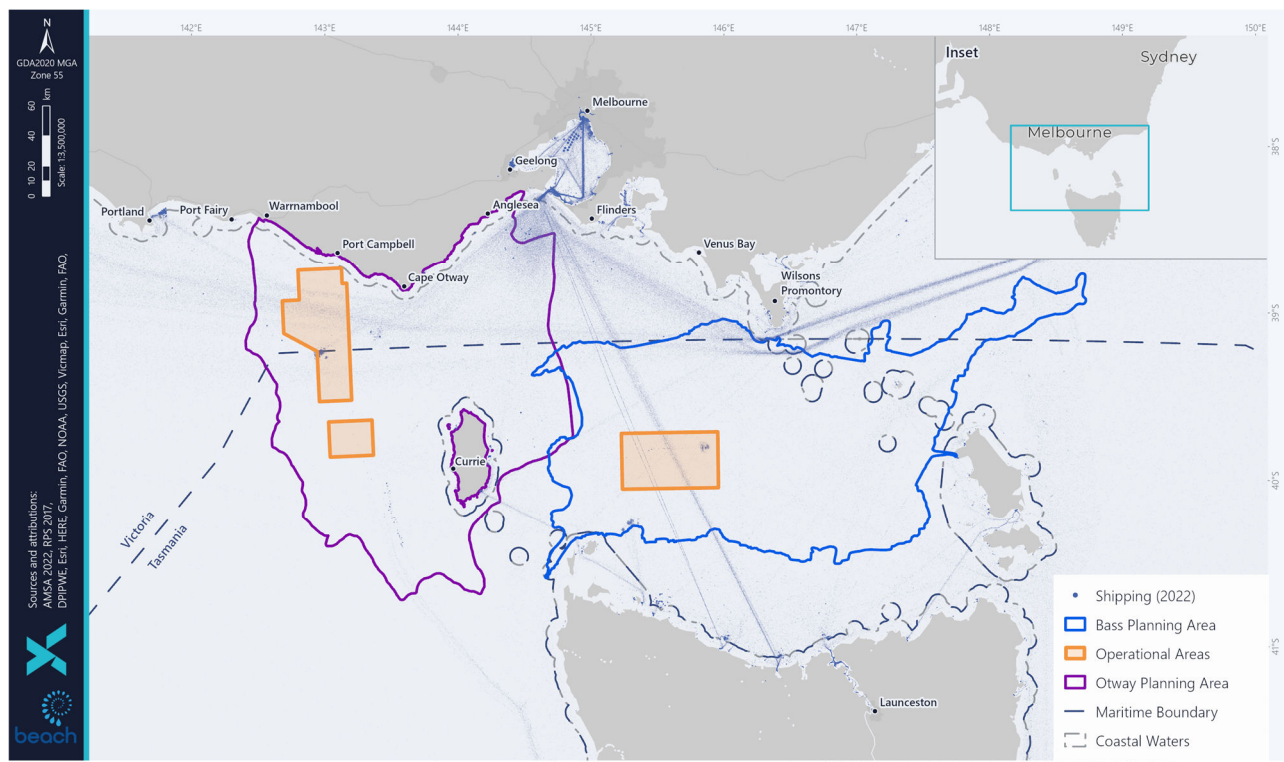 142°E 143°E 144°E 145°E 146°E 147°E 148°E 149°E 150°E
N
GDA2020 MGA
Zone 55
0 10 20 40 60 km
Scale: 1:3,500,000
Sources and attributions:
AMSA 2022, RPS 2017,
DPIPWE, Esri, HERE, Garmin, FAO, NOAA, USGS, Vicmap, Esri, Garmin, FAO,
beach
Inset
Sydney
Melbourne
Melbourne
Geelong
Anglesea
Flinders
Portland
Port Fairy
Warrnambool
Port Campbell
Cape Otway
Venus Bay
Wilsons
Promontory
Currie
Victoria
Tasmania
Launceston
38°S
39°S
40°S
41°S
Shipping (2022)
Bass Planning Area
Operational Areas
Otway Planning Area
Maritime Boundary
Coastal Waters